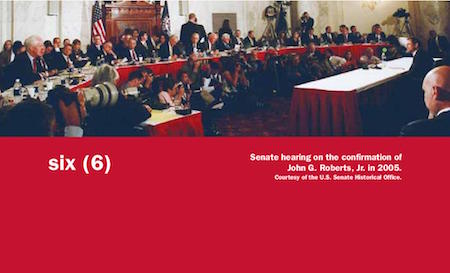 six (6)
Senate hearing on the confirmation of
John G. Roberts, Jr. in 2005.
Courtesy of the U.S. Senate Historical Office.